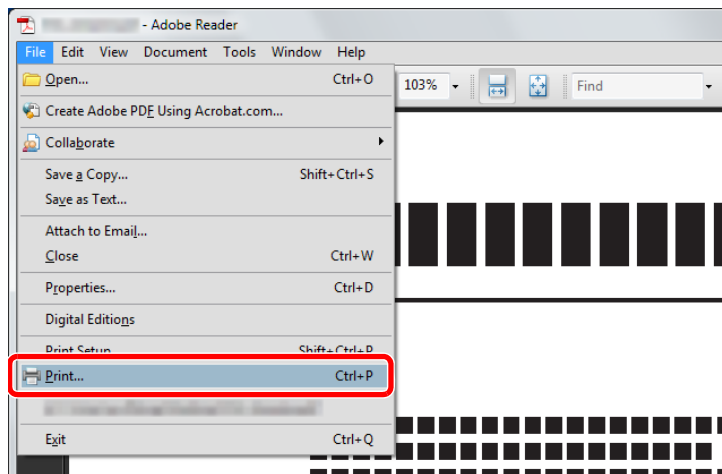 - Adobe Reader
File Edit View Document Tools Window Help
Open... Ctrl+O
103% Find
Create Adobe PDF Using Acrobat.com...
Collaborate
Save a Copy... Shift+Ctrl+S
Save as Text...
Attach to Email...
Close Ctrl+W
Properties... Ctrl+D
Digital Editions
Print Setup... Shift+Ctrl+P
Print... Ctrl+P
Exit Ctrl+Q